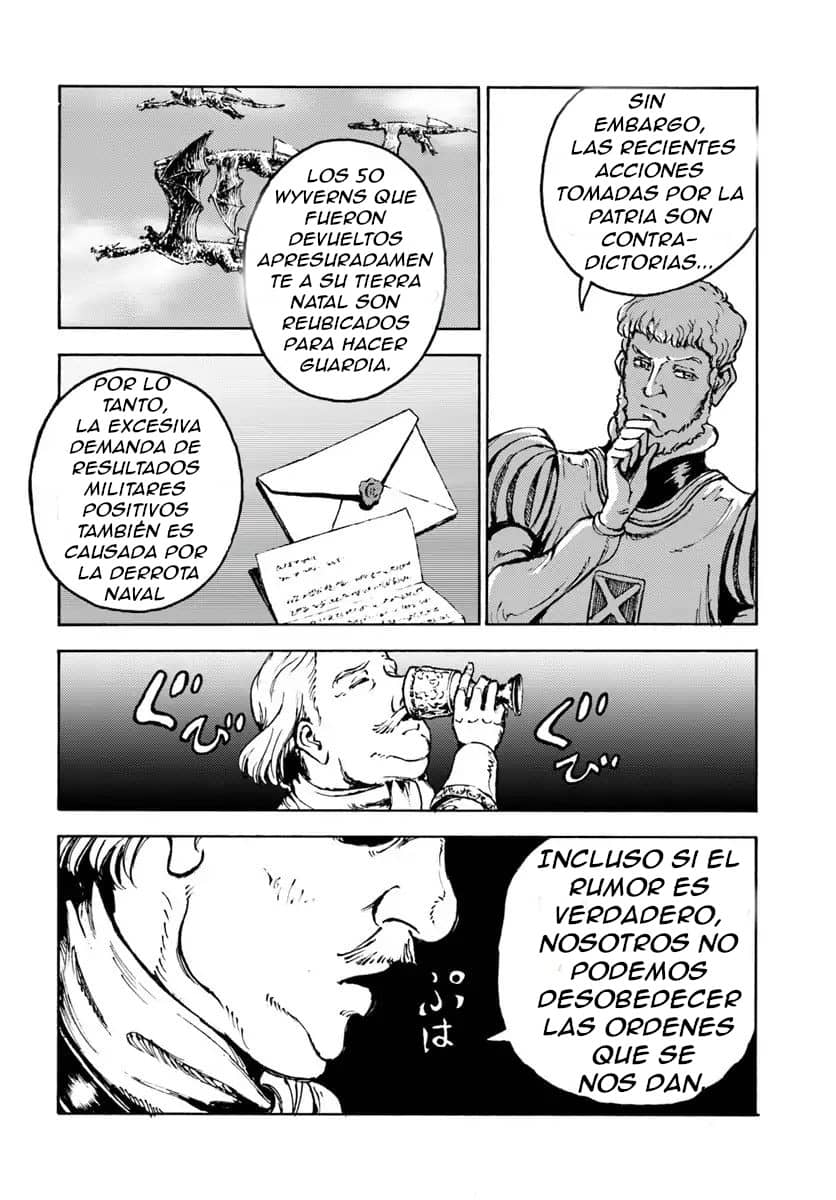 SIN
EMBARGO,
LAS RECIENTES
ACCIONES
TOMADAS POR LA
PATRIA SON
CONTRA-
DICTORIAS...
LOS 50
WYVERNS QUE
FUERON
DEVUELTOS
APRESURADAMEN
TE A SU TIERRA
NATAL SON
REUBICADOS
PARA HACER
GUARDIA.
POR LO
TANTO,
LA EXCESIVA
DEMANDA DE
RESULTADOS
MILITARES
POSITIVOS
TAMBIÉN ES
CAUSADA POR
LA DERROTA
NAVAL
ぐび
ぐび
ぷは
INCLUSO SI EL
RUMOR ES
VERDADERO,
NOSOTROS NO
PODEMOS
DESOBEDECER
LAS ORDENES
QUE SE
NOS DAN.